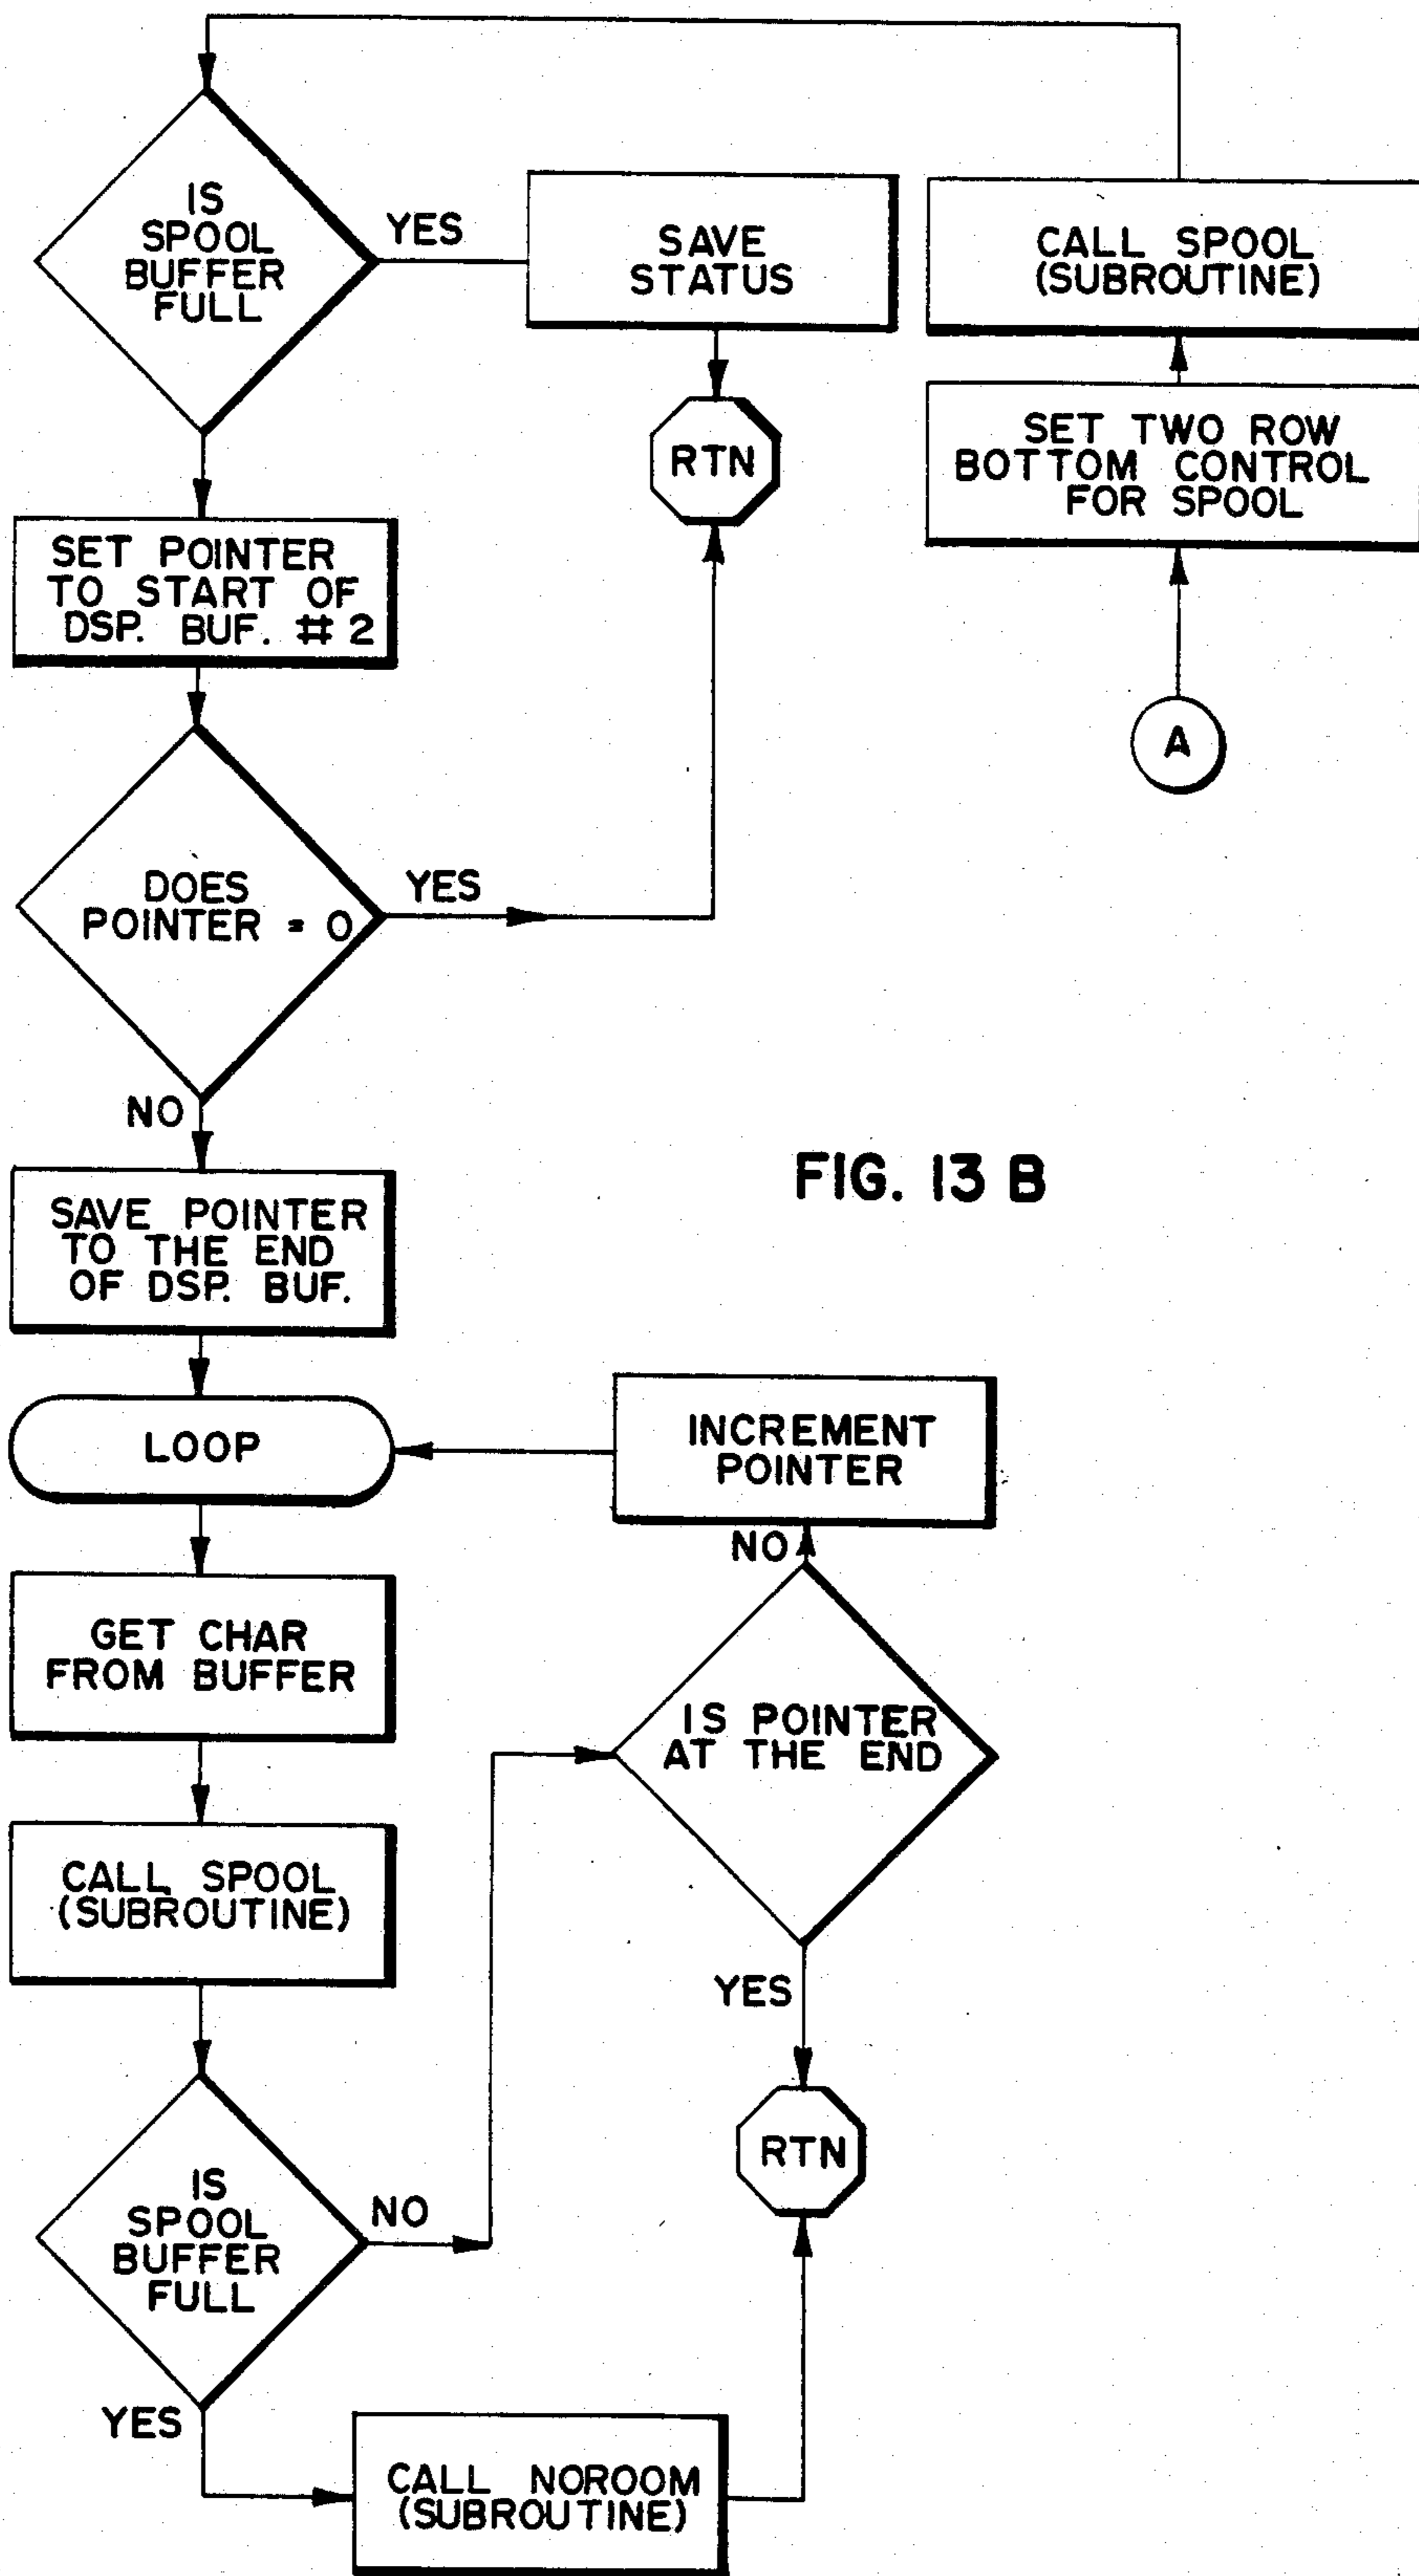 IS
SPOOL
BUFFER
FULL
YES
SAVE
STATUS
CALL SPOOL
(SUBROUTINE)
RTN
SET TWO ROW
BOTTOM CONTROL
FOR SPOOL
SET POINTER
TO START OF
DSP. BUF. #2
A
DOES
POINTER = 0
YES
NO
FIG. 13 B
SAVE POINTER
TO THE END
OF DSP. BUF.
LOOP
INCREMENT
POINTER
NO
GET CHAR
FROM BUFFER
IS POINTER
AT THE END
CALL SPOOL
(SUBROUTINE)
YES
RTN
IS
SPOOL
BUFFER
FULL
NO
YES
CALL NOROOM
(SUBROUTINE)